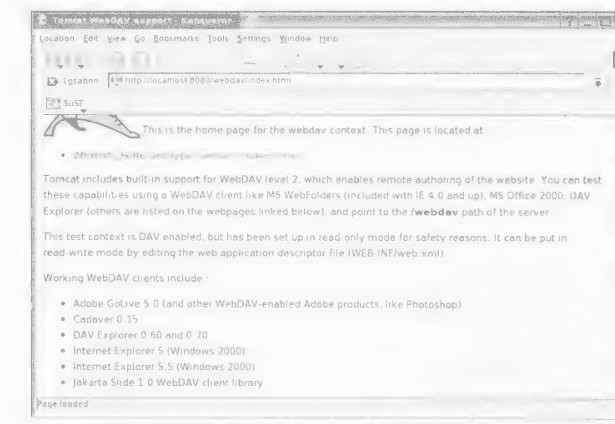 Tomcat WebDAV support - Konqueror
Location Edit View Go Bookmarks Tools Settings Window Help
Location http://localhost:8080/webdav/index.html
SuSE
This is the home page for the webdav context. This page is located at
Tomcat includes built-in support for WebDAV level 2, which enables remote authoring of the website. You can test
these capabilities using a WebDAV client like MS WebFolders (included with IE 4.0 and up), MS Office 2000, DAV
Explorer (others are listed on the webpages linked below), and point to the /webdav path of the server
This test context is DAV enabled, but has been set up in read-only mode for safety reasons. It can be put in
read-write mode by editing the web application descriptor file (WEB-INF/web.xml)
Working WebDAV clients include
• Adobe GoLive 5.0 (and other WebDAV-enabled Adobe products, like Photoshop)
• Cadaver 0.15
• DAV Explorer 0.60 and 0.70
• Internet Explorer 5 (Windows 2000)
• Internet Explorer 5.5 (Windows 2000)
• Jakarta Slide 1.0 WebDAV client library
Page loaded